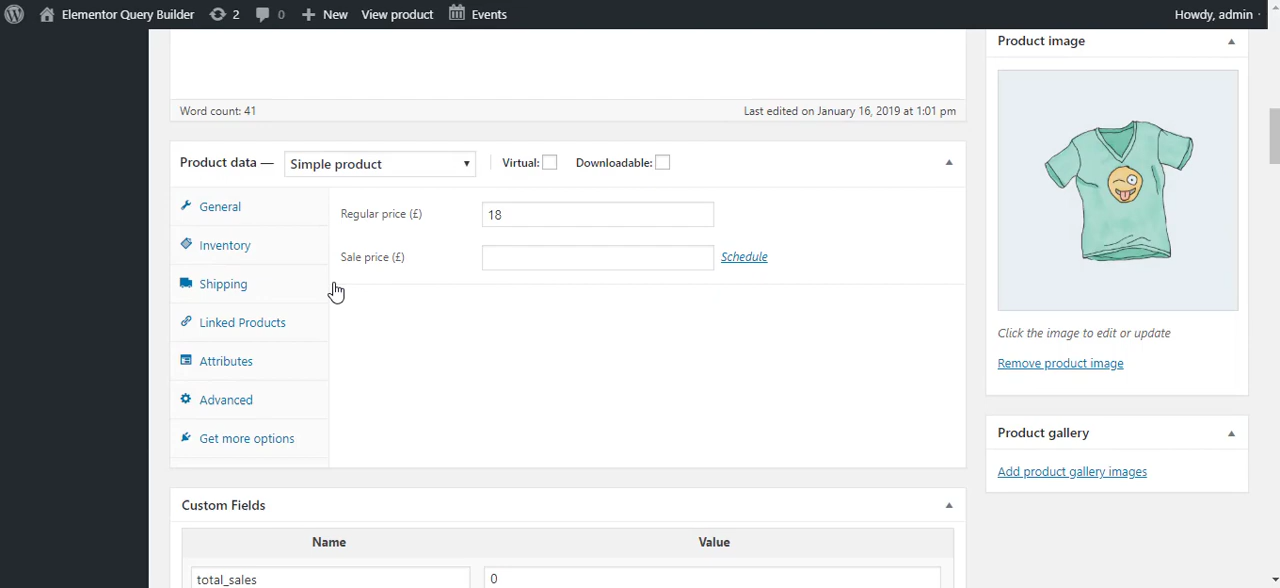 Elementor Query Builder 2 0 New View product Events Howdy, admin
Product image
Word count: 41 Last edited on January 16, 2019 at 1:01 pm
Product data — Simple product Virtual: Downloadable:
General
Regular price (£) 18
Inventory
Sale price (£) Schedule
Shipping
Linked Products
Attributes
Advanced
Get more options
Click the image to edit or update
Remove product image
Product gallery
Add product gallery images
Custom Fields
Name Value
total_sales 0